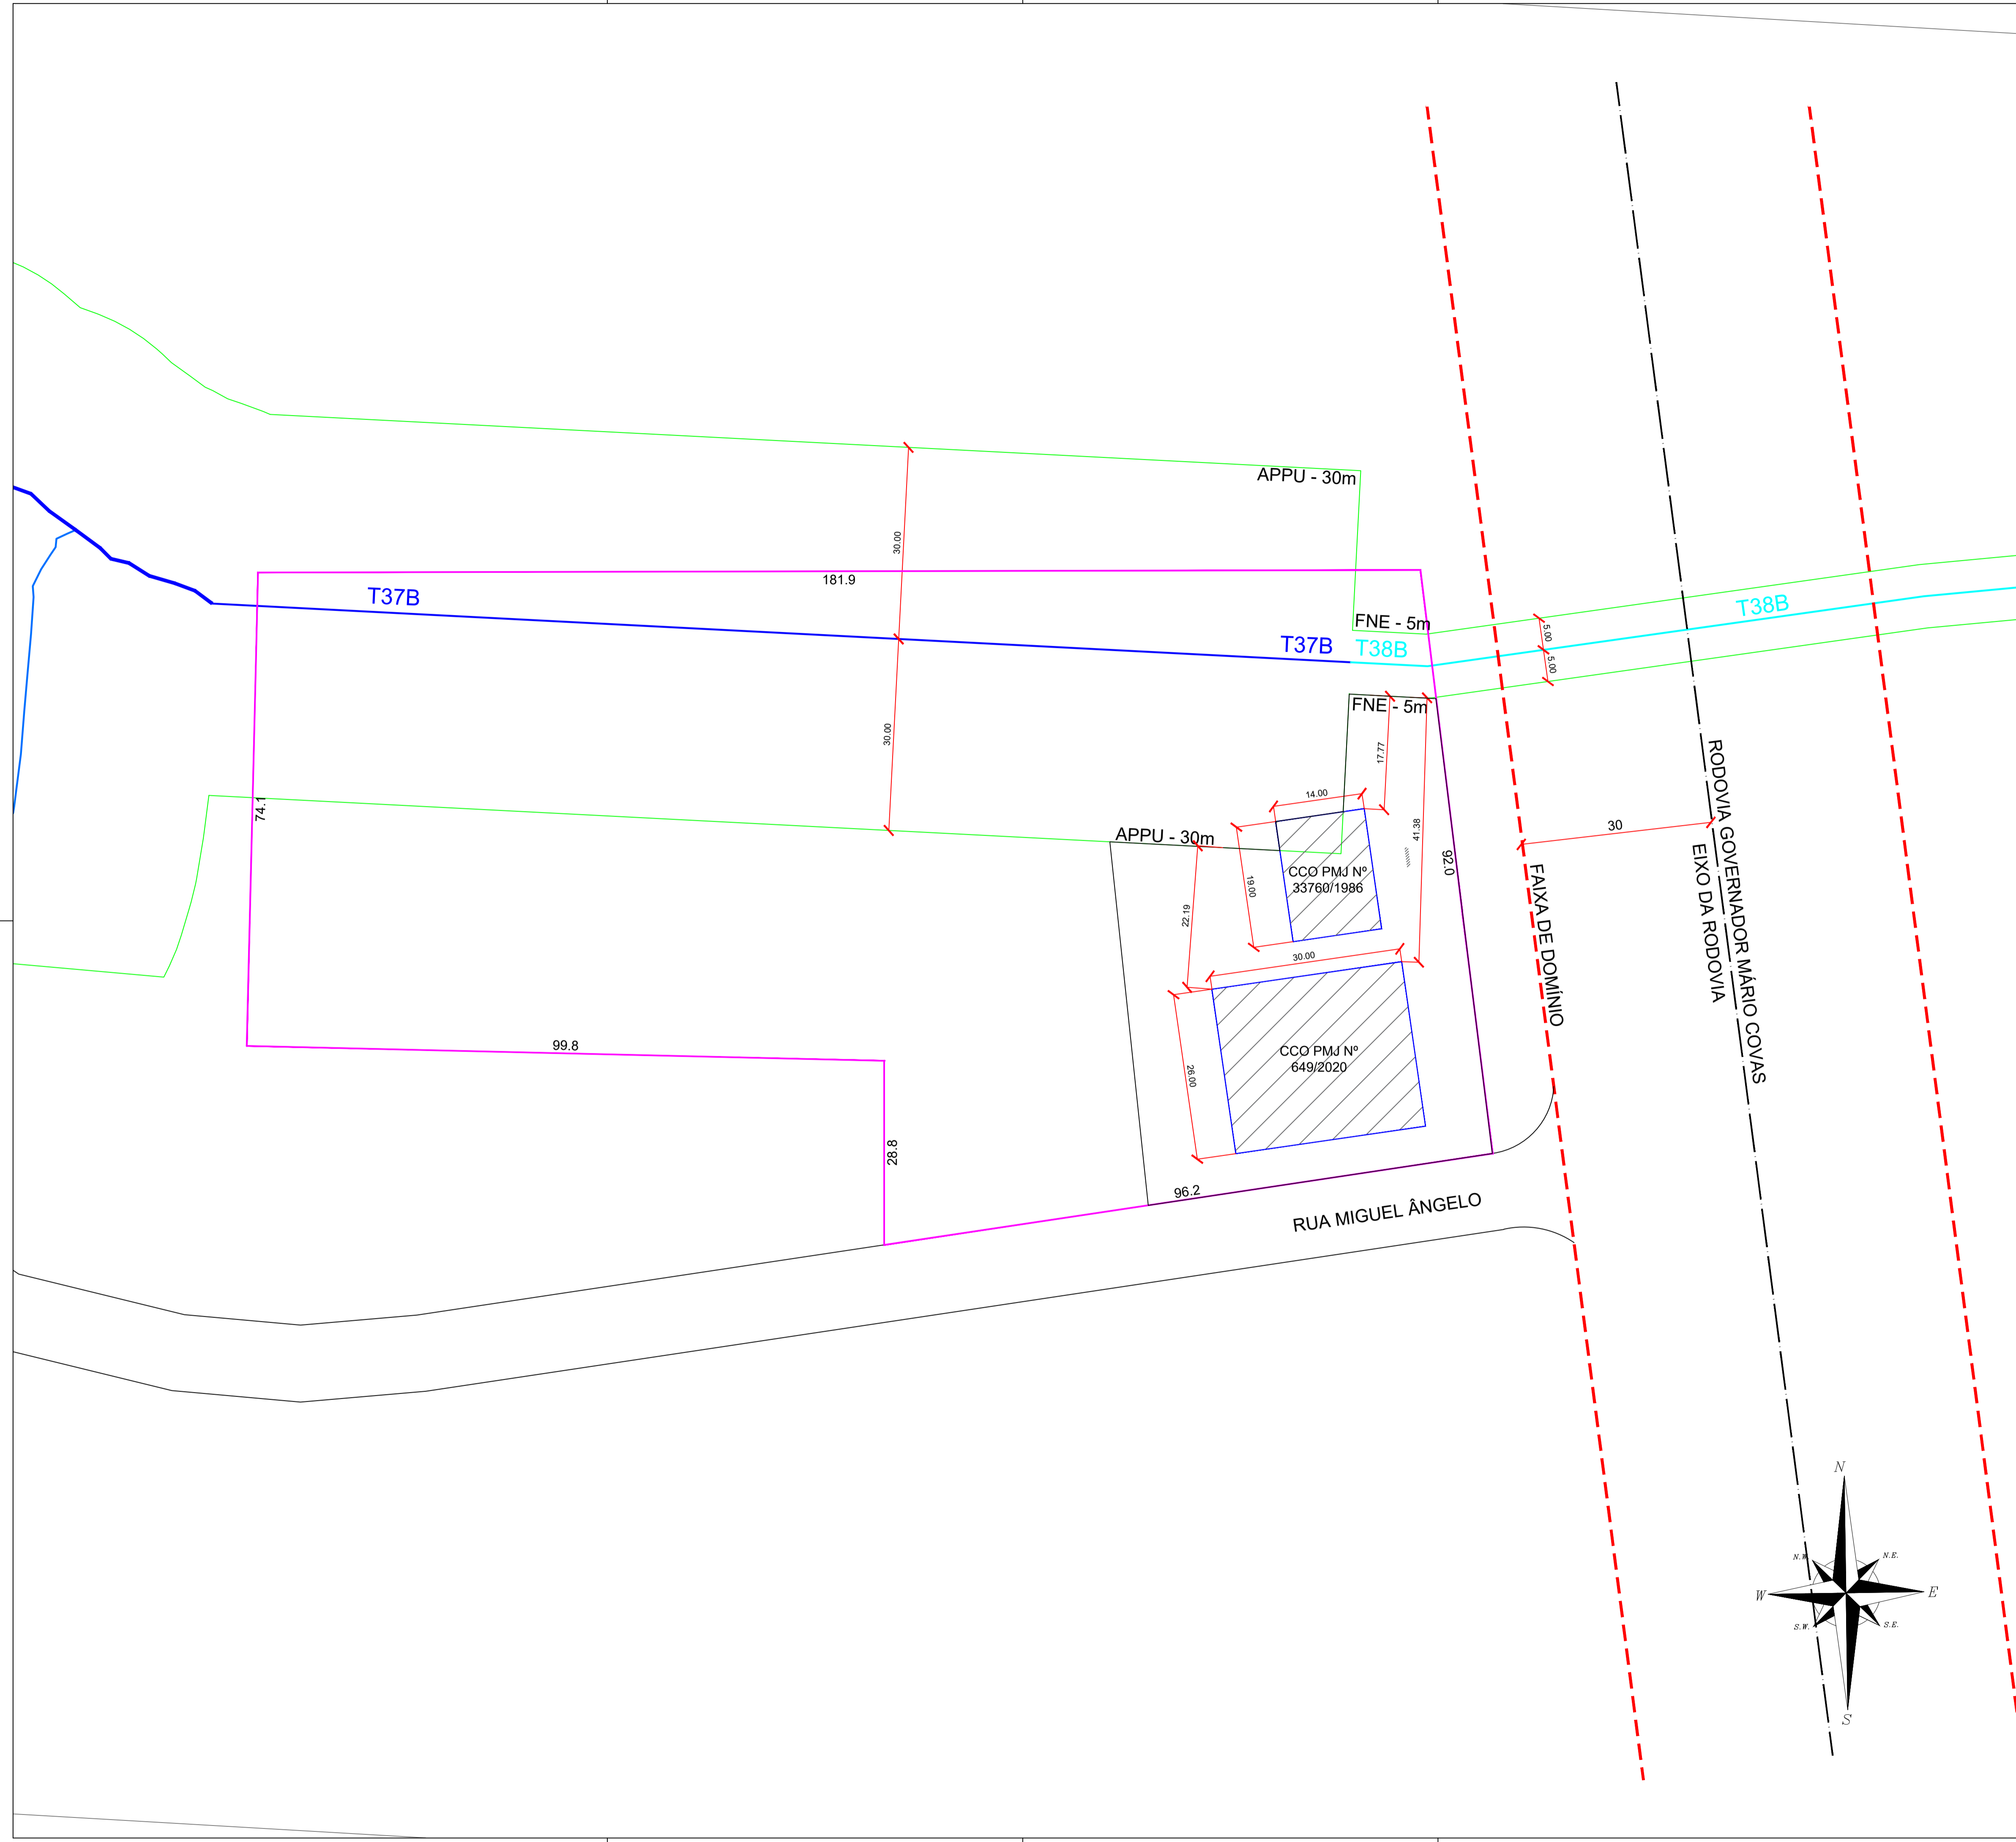 APPU - 30m
30.00
181.9
T37B
T38B
FNE - 5m
5.00
T37B
T38B
5.00
FNE - 5m
30.00
17.77
14.00
74.1
41.38
30
APPU - 30m
92.0
CCO PMJ Nº
33760/1986
19.00
22.19
FAIXA DE DOMÍNIO
RODOVIA GOVERNADOR MÁRIO COVAS
EIXO DA RODOVIA
30.00
99.8
CCO PMJ Nº
649/2020
26.00
28.8
96.2
RUA MIGUEL ÂNGELO
N
N.W.
N.E.
W
E
S.W.
S.E.
S